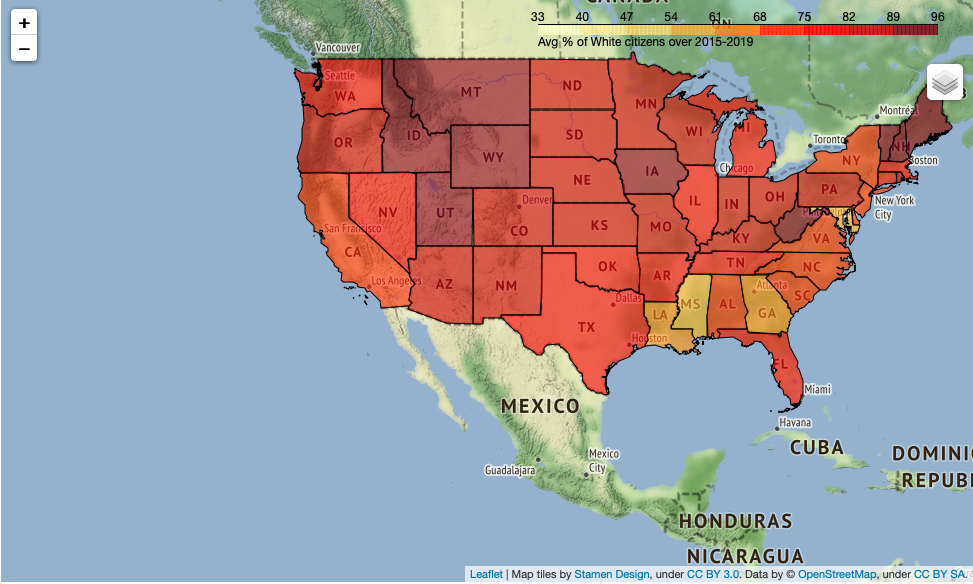 CANADA
+
−
33 40 47 54 61 68 75 82 89 96
Avg % of White citizens over 2015-2019
Vancouver
Seattle
WA
MT
ND
MN
Montréal
OR
ID
SD
WI
MI
Toronto
NH
Boston
WY
IA
Chicago
NY
NE
PA
New York
City
NV
UT
Denver
CO
IL
IN
OH
San Francisco
KS
MO
KY
VA
CA
Los Angeles
AZ
NM
OK
AR
TN
NC
Atlanta
SC
Dallas
MS
AL
GA
TX
LA
Houston
FL
Miami
MEXICO
Havana
CUBA
Mexico
City
Guadalajara
DOMINI
REPUB
HONDURAS
NICARAGUA
Leaflet | Map tiles by Stamen Design, under CC BY 3.0. Data by © OpenStreetMap, under CC BY SA.